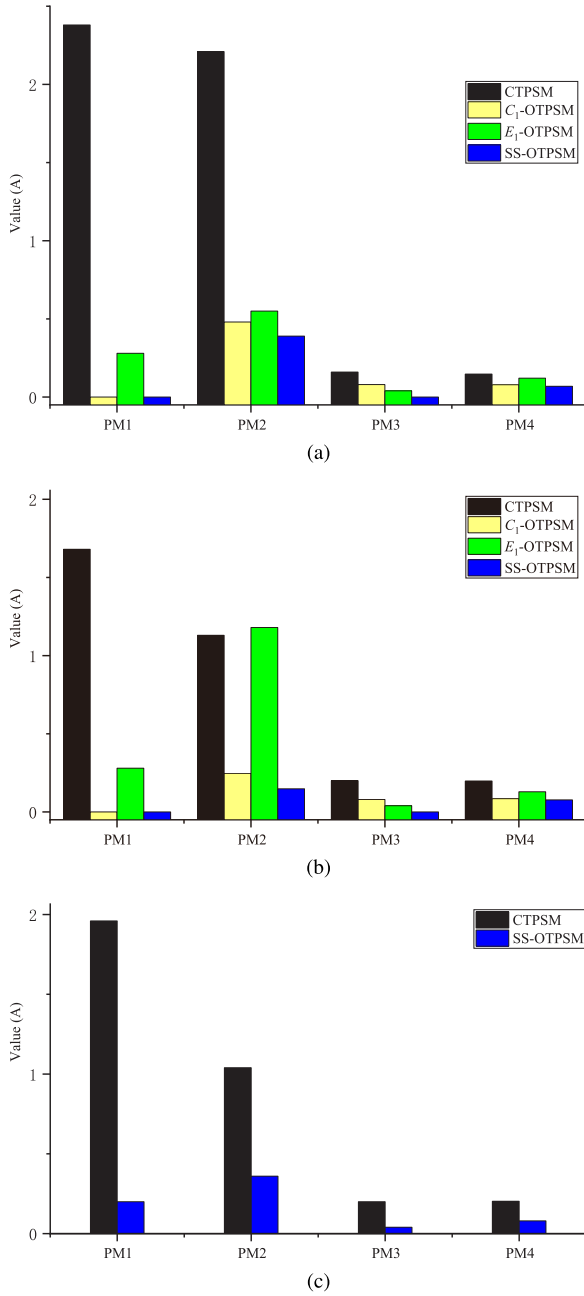 2
CTPSM
C1-OTPSM
E1-OTPSM
SS-OTPSM
Value (A)
1
0
PM1 PM2 PM3 PM4
(a)
2
CTPSM
C1-OTPSM
E1-OTPSM
SS-OTPSM
Value (A)
1
0
PM1 PM2 PM3 PM4
(b)
2
CTPSM
SS-OTPSM
Value (A)
1
0
PM1 PM2 PM3 PM4
(c)